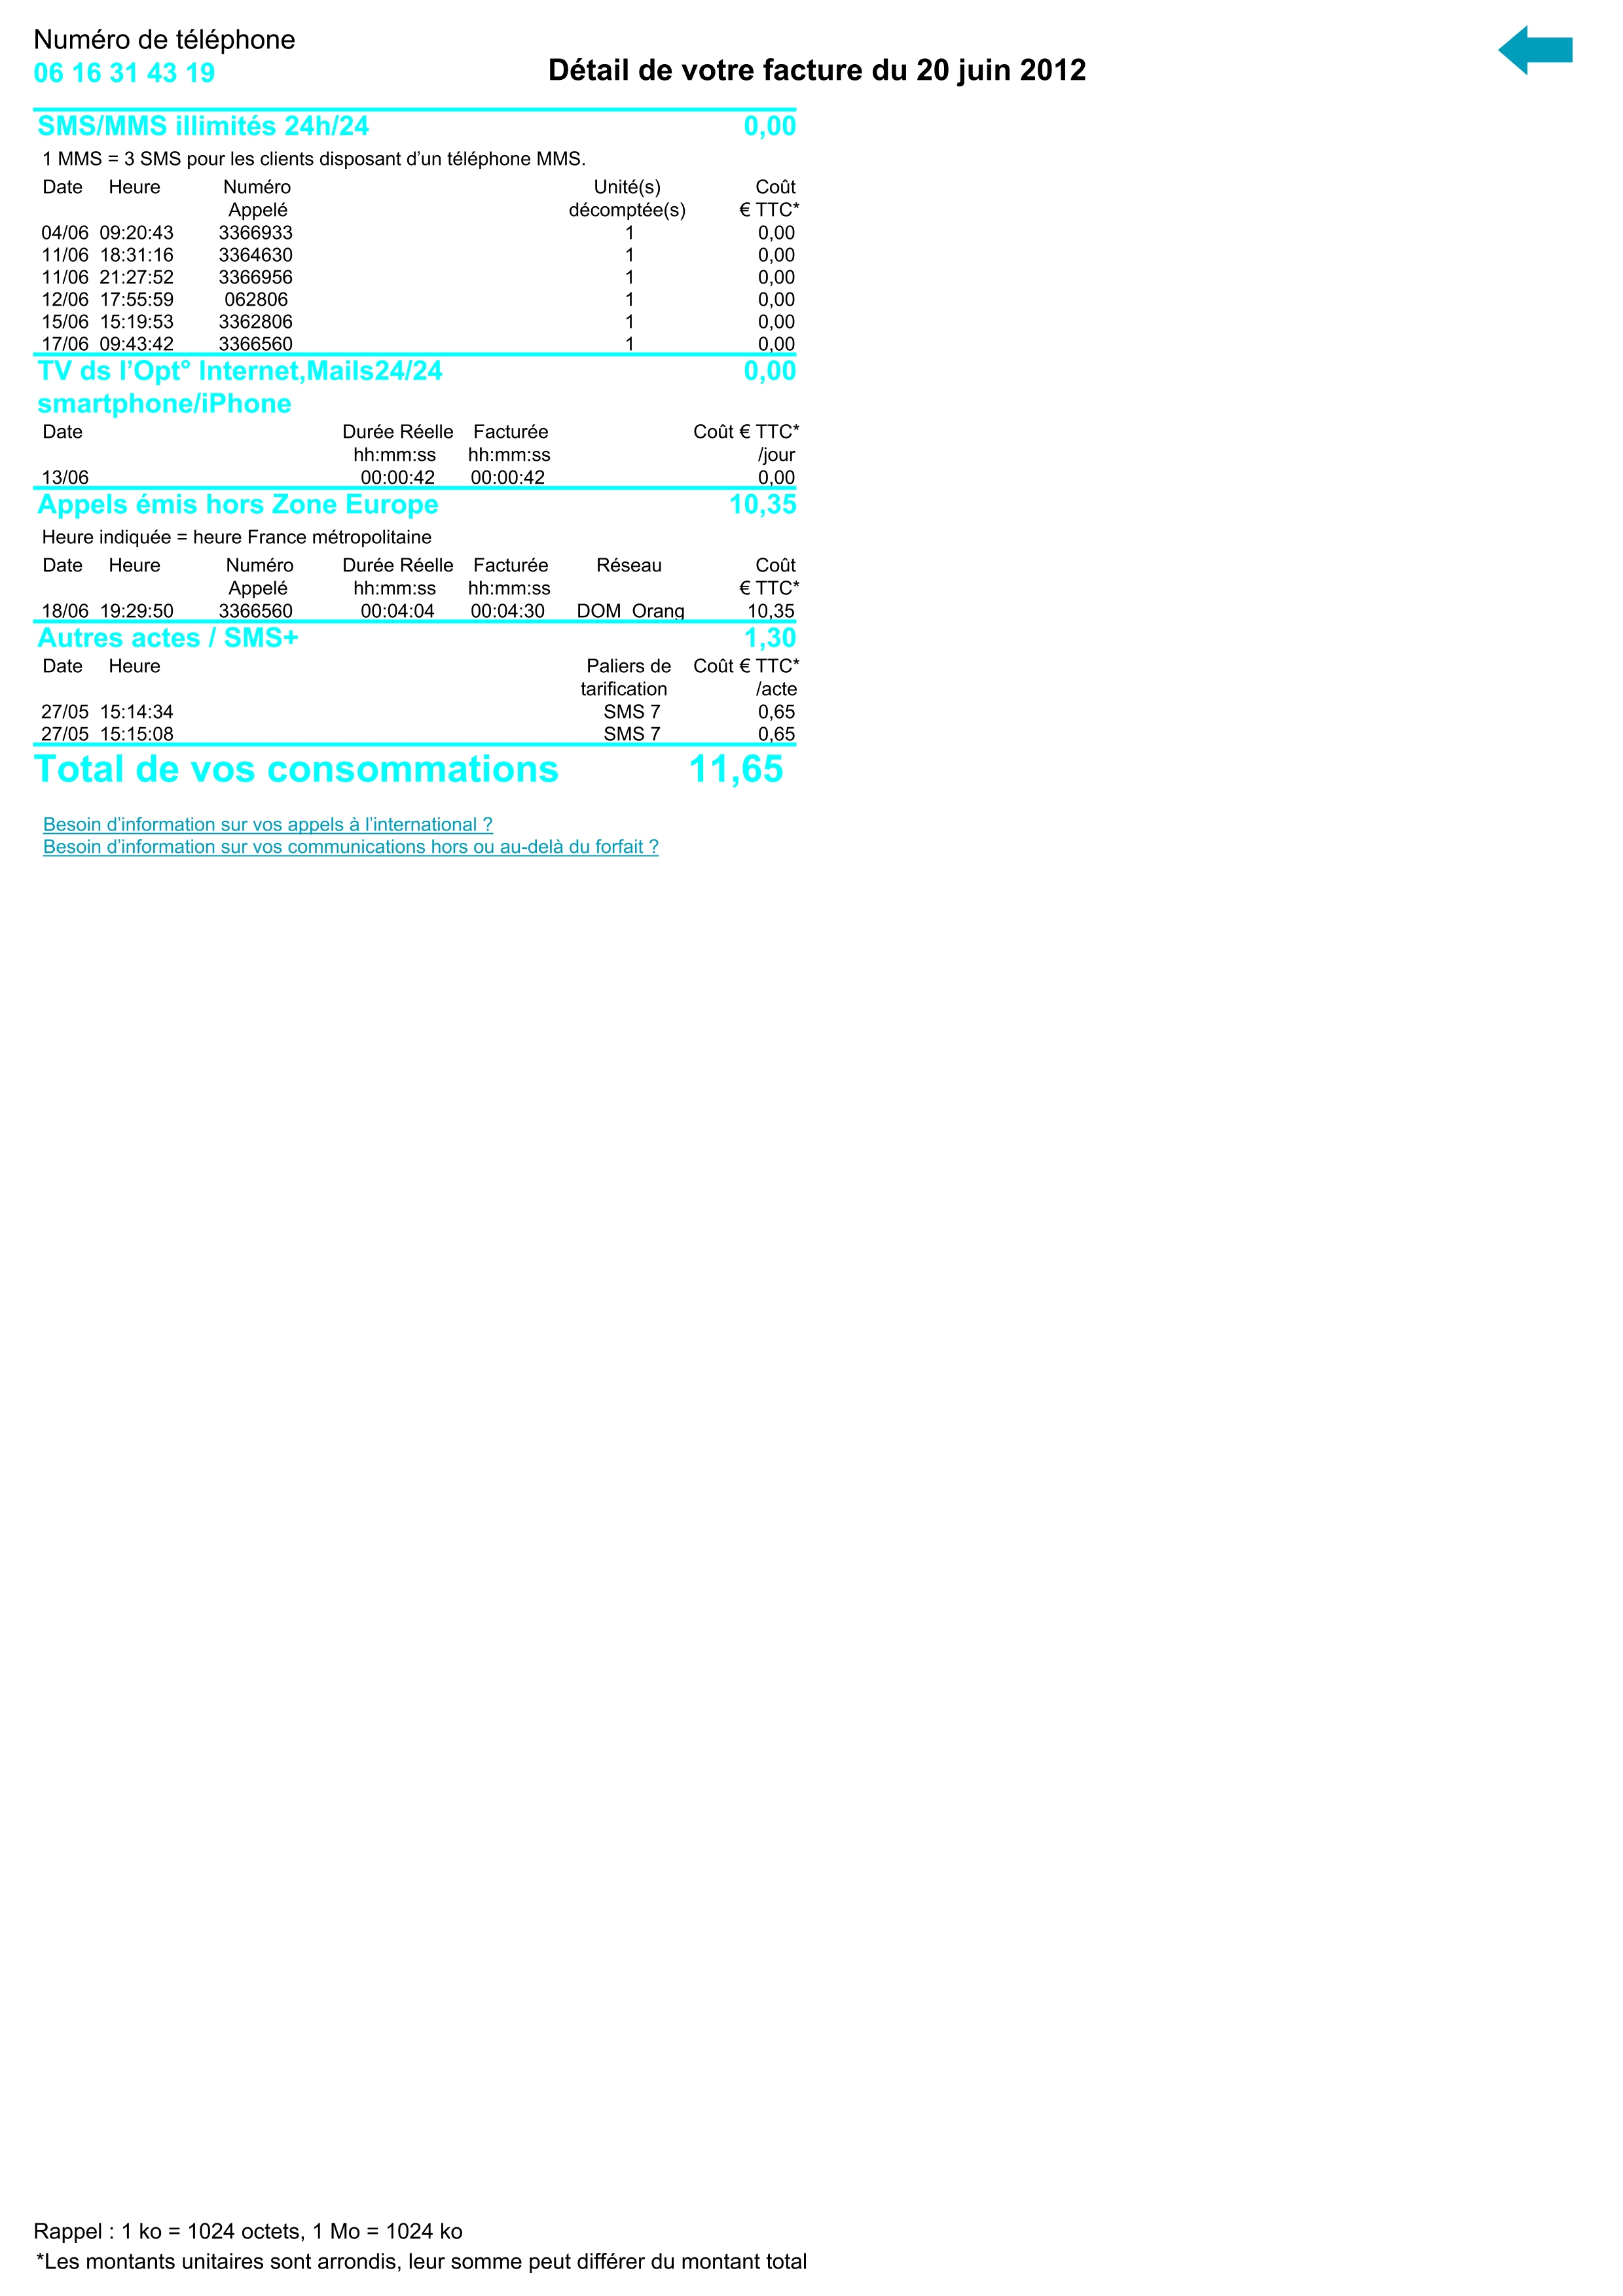 Numéro de téléphone
06 16 31 43 19
Détail de votre facture du 20 juin 2012
SMS/MMS illimités 24h/24 0,00
1 MMS = 3 SMS pour les clients disposant d’un téléphone MMS.
Date Heure Numéro Unité(s) Coût
Appelé décomptée(s) € TTC*
04/06 09:20:43 3366933 1 0,00
11/06 18:31:16 3364630 1 0,00
11/06 21:27:52 3366956 1 0,00
12/06 17:55:59 062806 1 0,00
15/06 15:19:53 3362806 1 0,00
17/06 09:43:42 3366560 1 0,00
TV ds l’Opt° Internet,Mails24/24 0,00
smartphone/iPhone
Date Durée Réelle Facturée Coût € TTC*
hh:mm:ss hh:mm:ss /jour
13/06 00:00:42 00:00:42 0,00
Appels émis hors Zone Europe 10,35
Heure indiquée = heure France métropolitaine
Date Heure Numéro Durée Réelle Facturée Réseau Coût
Appelé hh:mm:ss hh:mm:ss € TTC*
18/06 19:29:50 3366560 00:04:04 00:04:30 DOM Orang 10,35
Autres actes / SMS+ 1,30
Date Heure Paliers de Coût € TTC*
tarification /acte
27/05 15:14:34 SMS 7 0,65
27/05 15:15:08 SMS 7 0,65
Total de vos consommations 11,65
Besoin d’information sur vos appels à l’international ?
Besoin d’information sur vos communications hors ou au-delà du forfait ?
Rappel : 1 ko = 1024 octets, 1 Mo = 1024 ko
*Les montants unitaires sont arrondis, leur somme peut différer du montant total